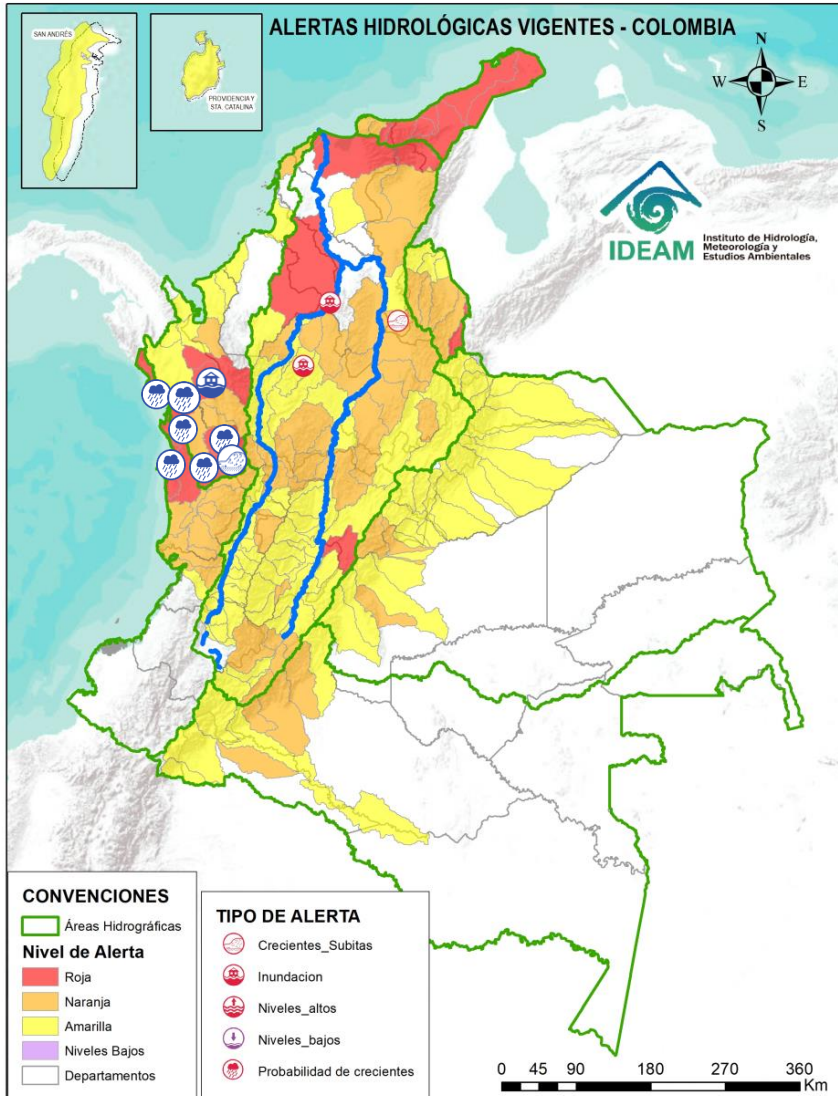 ALERTAS HIDROLÓGICAS VIGENTES - COLOMBIA
SAN ANDRÉS
PROVIDENCIA Y
STA. CATALINA
N
W
E
S
IDEAM
Instituto de Hidrología,
Meteorología y
Estudios Ambientales
CONVENCIONES
Áreas Hidrográficas
Nivel de Alerta
Roja
Naranja
Amarilla
Niveles Bajos
Departamentos
TIPO DE ALERTA
Crecientes_Subitas
Inundacion
Niveles_altos
Niveles_bajos
Probabilidad de crecientes
0 45 90 180 270 360
Km